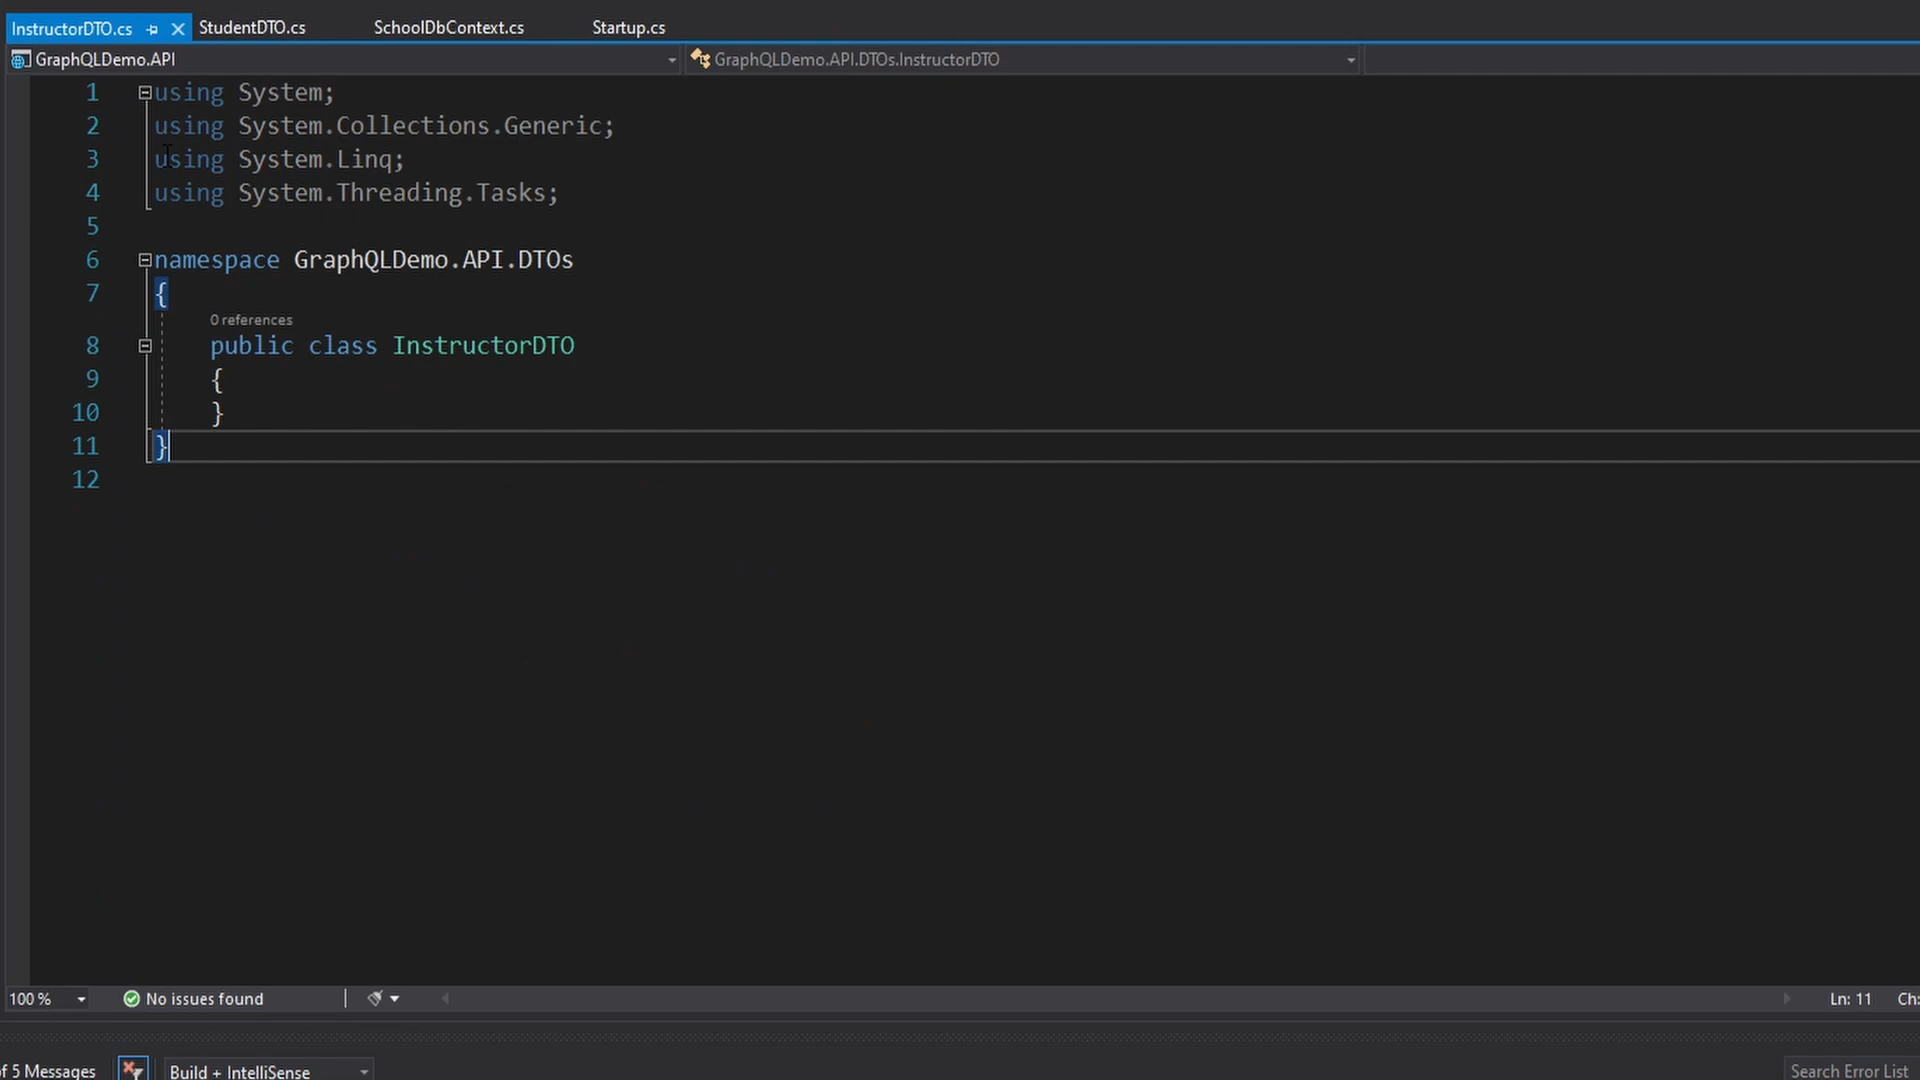 InstructorDTO.cs StudentDTO.cs SchoolDbContext.cs Startup.cs
GraphQLDemo.API GraphQLDemo.API.DTOs.InstructorDTO
1 using System;
2 using System.Collections.Generic;
3 using System.Linq;
4 using System.Threading.Tasks;
5
6 namespace GraphQLDemo.API.DTOs
7 {
0 references
8 public class InstructorDTO
9 {
10 }
11 }
12
100 % No issues found Ln: 11 Ch:
of 5 Messages Build + IntelliSense Search Error List